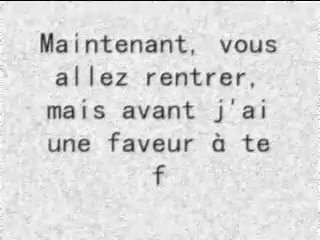 Maintenant, vous
allez rentrer,
mais avant j'ai
une faveur à te
f